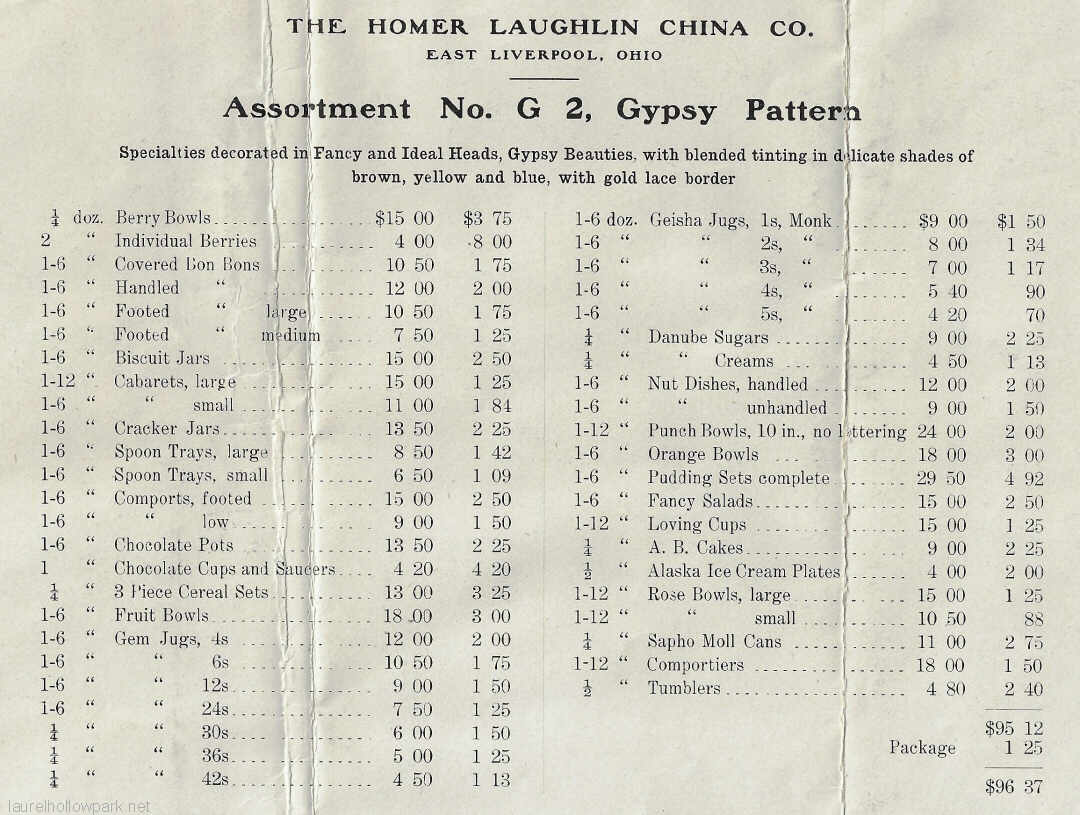 THE HOMER LAUGHLIN CHINA CO.
EAST LIVERPOOL, OHIO
Assortment No. G 2, Gypsy Pattern
Specialties decorated in Fancy and Ideal Heads, Gypsy Beauties, with blended tinting in delicate shades of
brown, yellow and blue, with gold lace border
¼ doz. Berry Bowls $15 00 $3 75
2 “ Individual Berries 4 00 8 00
1-6 “ Covered Bon Bons 10 50 1 75
1-6 “ Handled “ 12 00 2 00
1-6 “ Footed “ large 10 50 1 75
1-6 “ Footed “ medium 7 50 1 25
1-6 “ Biscuit Jars 15 00 2 50
1-12 “ Cabarets, large 15 00 1 25
1-6 “ “ small 11 00 1 84
1-6 “ Cracker Jars 13 50 2 25
1-6 “ Spoon Trays, large 8 50 1 42
1-6 “ Spoon Trays, small 6 50 1 09
1-6 “ Comports, footed 15 00 2 50
1-6 “ “ low 9 00 1 50
1-6 “ Chocolate Pots 13 50 2 25
1 “ Chocolate Cups and Saucers 4 20 4 20
¼ “ 3 Piece Cereal Sets 13 00 3 25
1-6 “ Fruit Bowls 18 00 3 00
1-6 “ Gem Jugs, 4s 12 00 2 00
1-6 “ “ 6s 10 50 1 75
1-6 “ “ 12s 9 00 1 50
1-6 “ “ 24s 7 50 1 25
¼ “ “ 30s 6 00 1 50
¼ “ “ 36s 5 00 1 25
¼ “ “ 42s 4 50 1 13
1-6 doz. Geisha Jugs, 1s, Monk $9 00 $1 50
1-6 “ “ 2s, “ 8 00 1 34
1-6 “ “ 3s, “ 7 00 1 17
1-6 “ “ 4s, “ 5 40 90
1-6 “ “ 5s, “ 4 20 70
¼ “ Danube Sugars 9 00 2 25
¼ “ “ Creams 4 50 1 13
1-6 “ Nut Dishes, handled 12 00 2 00
1-6 “ “ unhandled 9 00 1 50
1-12 “ Punch Bowls, 10 in., no lettering 24 00 2 00
1-6 “ Orange Bowls 18 00 3 00
1-6 “ Pudding Sets complete 29 50 4 92
1-6 “ Fancy Salads 15 00 2 50
1-12 “ Loving Cups 15 00 1 25
¼ “ A. B. Cakes 9 00 2 25
½ “ Alaska Ice Cream Plates 4 00 2 00
1-12 “ Rose Bowls, large 15 00 1 25
1-12 “ “ small 10 50 88
¼ “ Sapho Moll Cans 11 00 2 75
1-12 “ Comportiers 18 00 1 50
½ “ Tumblers 4 80 2 40
$95 12
Package 1 25
$96 37
laurelhollowpark.net